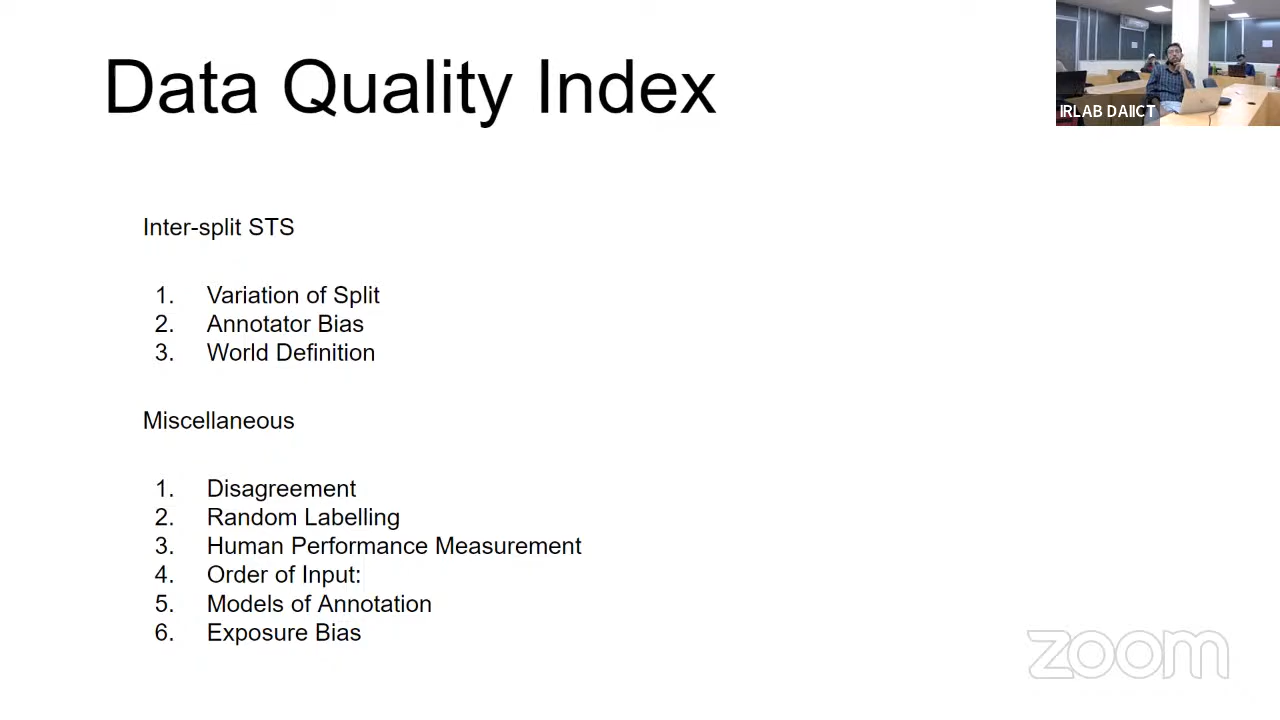 Data Quality Index
IRLAB DAIICT
Inter-split STS
1. Variation of Split
2. Annotator Bias
3. World Definition
Miscellaneous
1. Disagreement
2. Random Labelling
3. Human Performance Measurement
4. Order of Input:
5. Models of Annotation
6. Exposure Bias
zoom